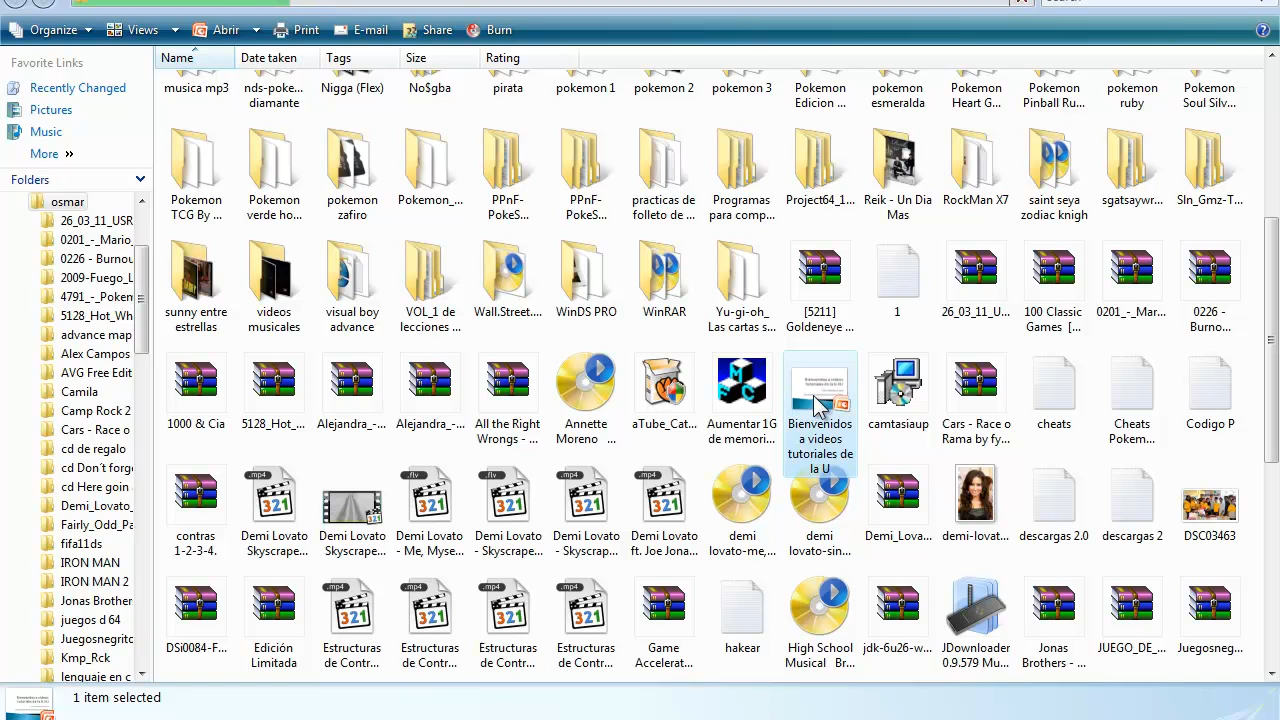 Organize Views Abrir Print E-mail Share Burn
Favorite Links
Recently Changed
Pictures
Music
More »
Folders
osmar
26_03_11_USR
0201_-_Mario_
0226 - Burnou
2009-Fuego_L
4791_-_Poken
5128_Hot_Wh
advance map
Alex Campos
AVG Free Edit
Camila
Camp Rock 2
Cars - Race o
cd de regalo
cd Don´t forge
cd Here goin
Demi_Lovato_
Fairly_Odd_Pa
fifa11ds
IRON MAN
IRON MAN 2
Jonas Brother
juegos d 64
Juegosnegrito
Kmp_Rck
lenguaje en c
Name Date taken Tags Size Rating
musica mp3 nds-poke... Nigga (Flex) No$gba pirata pokemon 1 pokemon 2 pokemon 3 Pokemon pokemon Pokemon Pokemon pokemon Pokemon
diamante Edicion ... esmeralda Heart G... Pinball Ru... ruby Soul Silv...
Pokemon Pokemon pokemon Pokemon_... PPnF- PPnF- practicas de Programas Project64_1... Reik - Un Dia RockMan X7 saint seya sgatsaywr... Sln_Gmz-T...
TCG By ... verde ho... zafiro PokeS... PokeS... folleto de ... para comp... Mas zodiac knigh
sunny entre videos visual boy VOL_1 de Wall.Street.... WinDS PRO WinRAR Yu-gi-oh_ [5211] 1 26_03_11_U... 100 Classic 0201_-_Mar... 0226 -
estrellas musicales advance lecciones ... Las cartas s... Goldeneye ... Games [... Burno...
1000 & Cia 5128_Hot_... Alejandra_-... Alejandra_-... All the Right Annette aTube_Cat... Aumentar 1G Bienvenidos camtasiaup Cars - Race o cheats Cheats Codigo P
Wrongs - ... Moreno ... de memori... a videos Rama by fy... Pokem...
tutoriales de
la U
contras Demi Lovato Demi Lovato Demi Lovato Demi Lovato Demi Lovato Demi Lovato demi demi Demi_Lova... demi-lovat... descargas 2.0 descargas 2 DSC03463
1-2-3-4. Skyscrape... Skyscrape... - Me, Myse... - Skyscrape... - Skyscrap... ft. Joe Jona... lovato-me,... lovato-sin...
DSi0084-F... Edición Estructuras Estructuras Estructuras Estructuras Game hakear High School jdk-6u26-w... JDownloader Jonas JUEGO_DE_... Juegosneg...
Limitada de Contr... de Contr... de Contr... de Contr... Accelerat... Musical Br... 0.9.579 Mu... Brothers - ...
1 item selected